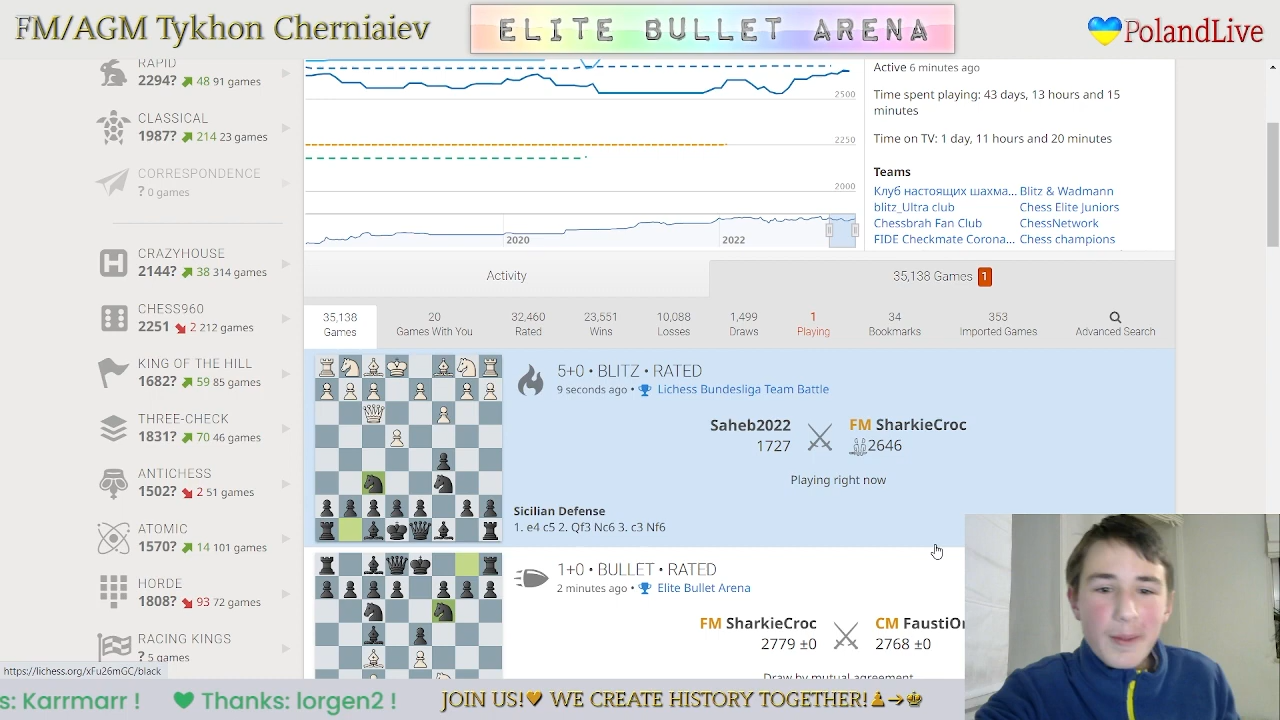 FM/AGM Tykhon Cherniaiev
ELITE BULLET ARENA
PolandLive
RAPID
2294? 48 91 games
CLASSICAL
1987? 214 23 games
CORRESPONDENCE
? 0 games
CRAZYHOUSE
2144? 38 314 games
CHESS960
2251 2 212 games
KING OF THE HILL
1682? 59 85 games
THREE-CHECK
1831? 70 46 games
ANTICHESS
1502? 2 51 games
ATOMIC
1570? 14 101 games
HORDE
1808? 93 72 games
RACING KINGS
? 5 games
2500
2250
2000
2020
2022
Active 6 minutes ago
Time spent playing: 43 days, 13 hours and 15
minutes
Time on TV: 1 day, 11 hours and 20 minutes
Teams
Клуб настоящих шахма... Blitz & Wadmann
blitz_Ultra club Chess Elite Juniors
Chessbrah Fan Club ChessNetwork
FIDE Checkmate Corona... Chess champions
Activity
35,138 Games 1
35,138
Games
20
Games With You
32,460
Rated
23,551
Wins
10,088
Losses
1,499
Draws
1
Playing
34
Bookmarks
353
Imported Games
Advanced Search
5+0 • BLITZ • RATED
9 seconds ago • Lichess Bundesliga Team Battle
Saheb2022
1727
FM SharkieCroc
2646
Playing right now
Sicilian Defense
1. e4 c5 2. Qf3 Nc6 3. c3 Nf6
1+0 • BULLET • RATED
2 minutes ago • Elite Bullet Arena
FM SharkieCroc
2779 ±0
CM FaustiOr
2768 ±0
Draw by mutual agreement
https://lichess.org/xFu26mGC/black
s: Karrmarr ! Thanks: lorgen2 !
JOIN US! WE CREATE HISTORY TOGETHER!